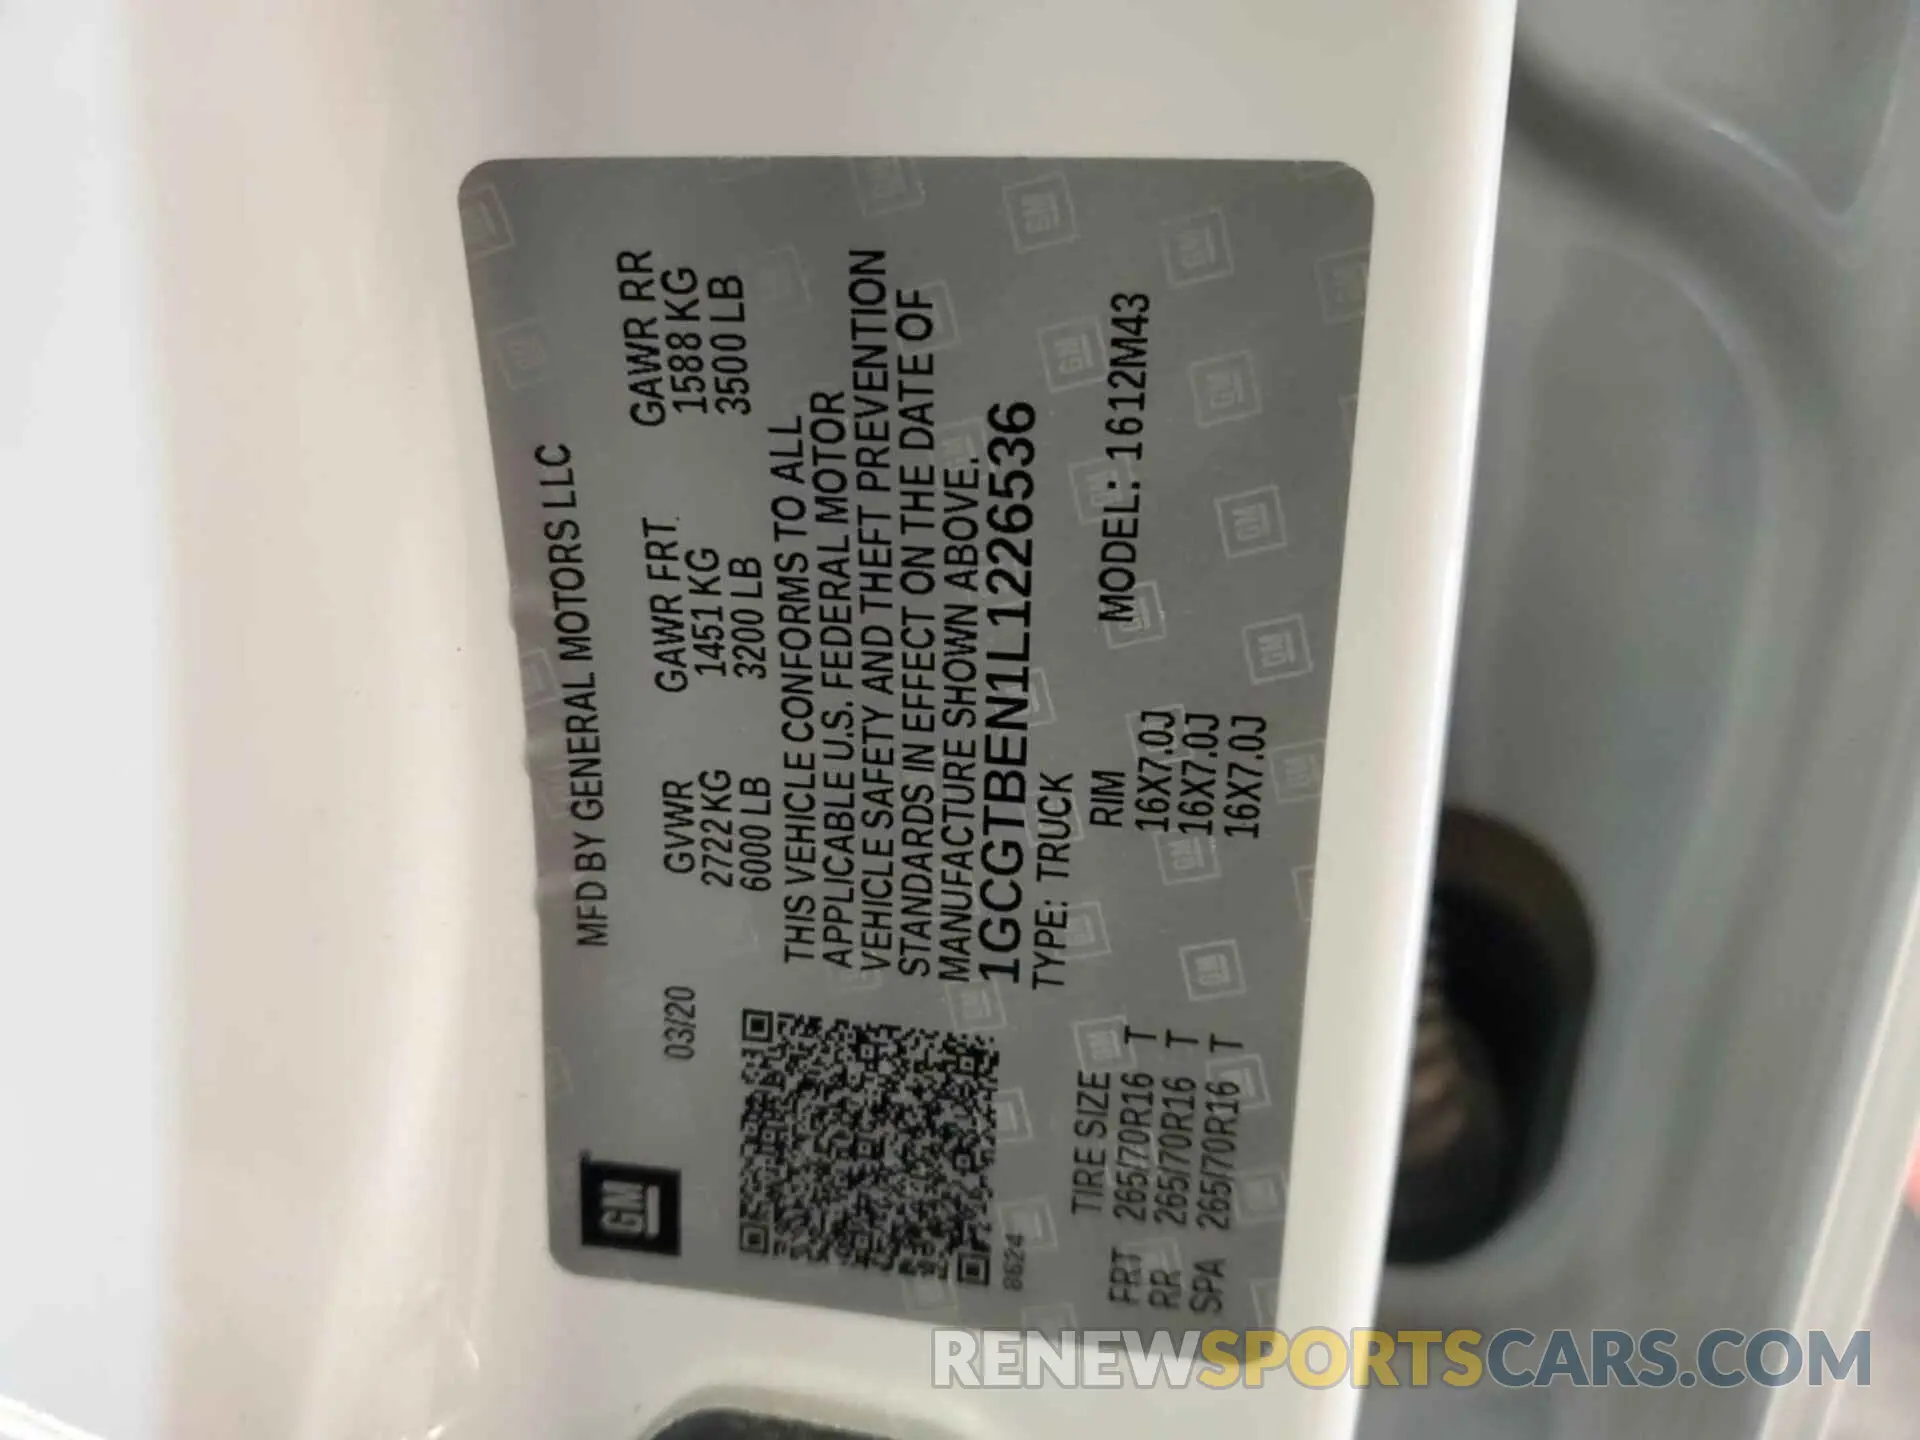 MFD BY GENERAL MOTORS LLC
GM
03/20
GVWR GAWR FRT. GAWR RR
2722 KG 1451 KG 1588 KG
6000 LB 3200 LB 3500 LB
THIS VEHICLE CONFORMS TO ALL
APPLICABLE U.S. FEDERAL MOTOR
VEHICLE SAFETY AND THEFT PREVENTION
STANDARDS IN EFFECT ON THE DATE OF
MANUFACTURE SHOWN ABOVE.
1GCGTBEN1L1226536
8624
TYPE: TRUCK
MODEL: 1612M43
TIRE SIZE RIM
FRT 265/70R16 T 16X7.0J
RR 265/70R16 T 16X7.0J
SPA 265/70R16 T 16X7.0J
RENEWSPORTSCARS.COM